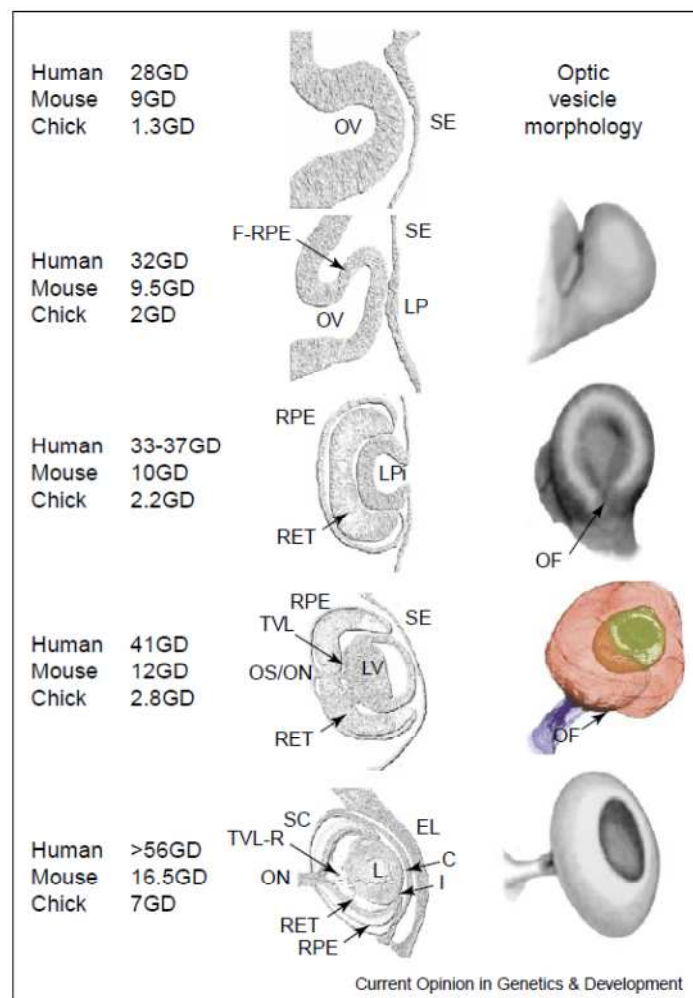 Human 28GD
Mouse 9GD
Chick 1.3GD
OV
SE
Optic
vesicle
morphology
Human 32GD
Mouse 9.5GD
Chick 2GD
F-RPE
SE
OV
LP
Human 33-37GD
Mouse 10GD
Chick 2.2GD
RPE
LPi
RET
OF
Human 41GD
Mouse 12GD
Chick 2.8GD
RPE
TVL
SE
OS/ON
LV
RET
OF
Human >56GD
Mouse 16.5GD
Chick 7GD
SC
EL
TVL-R
ON
L
C
I
RET
RPE
Current Opinion in Genetics & Development